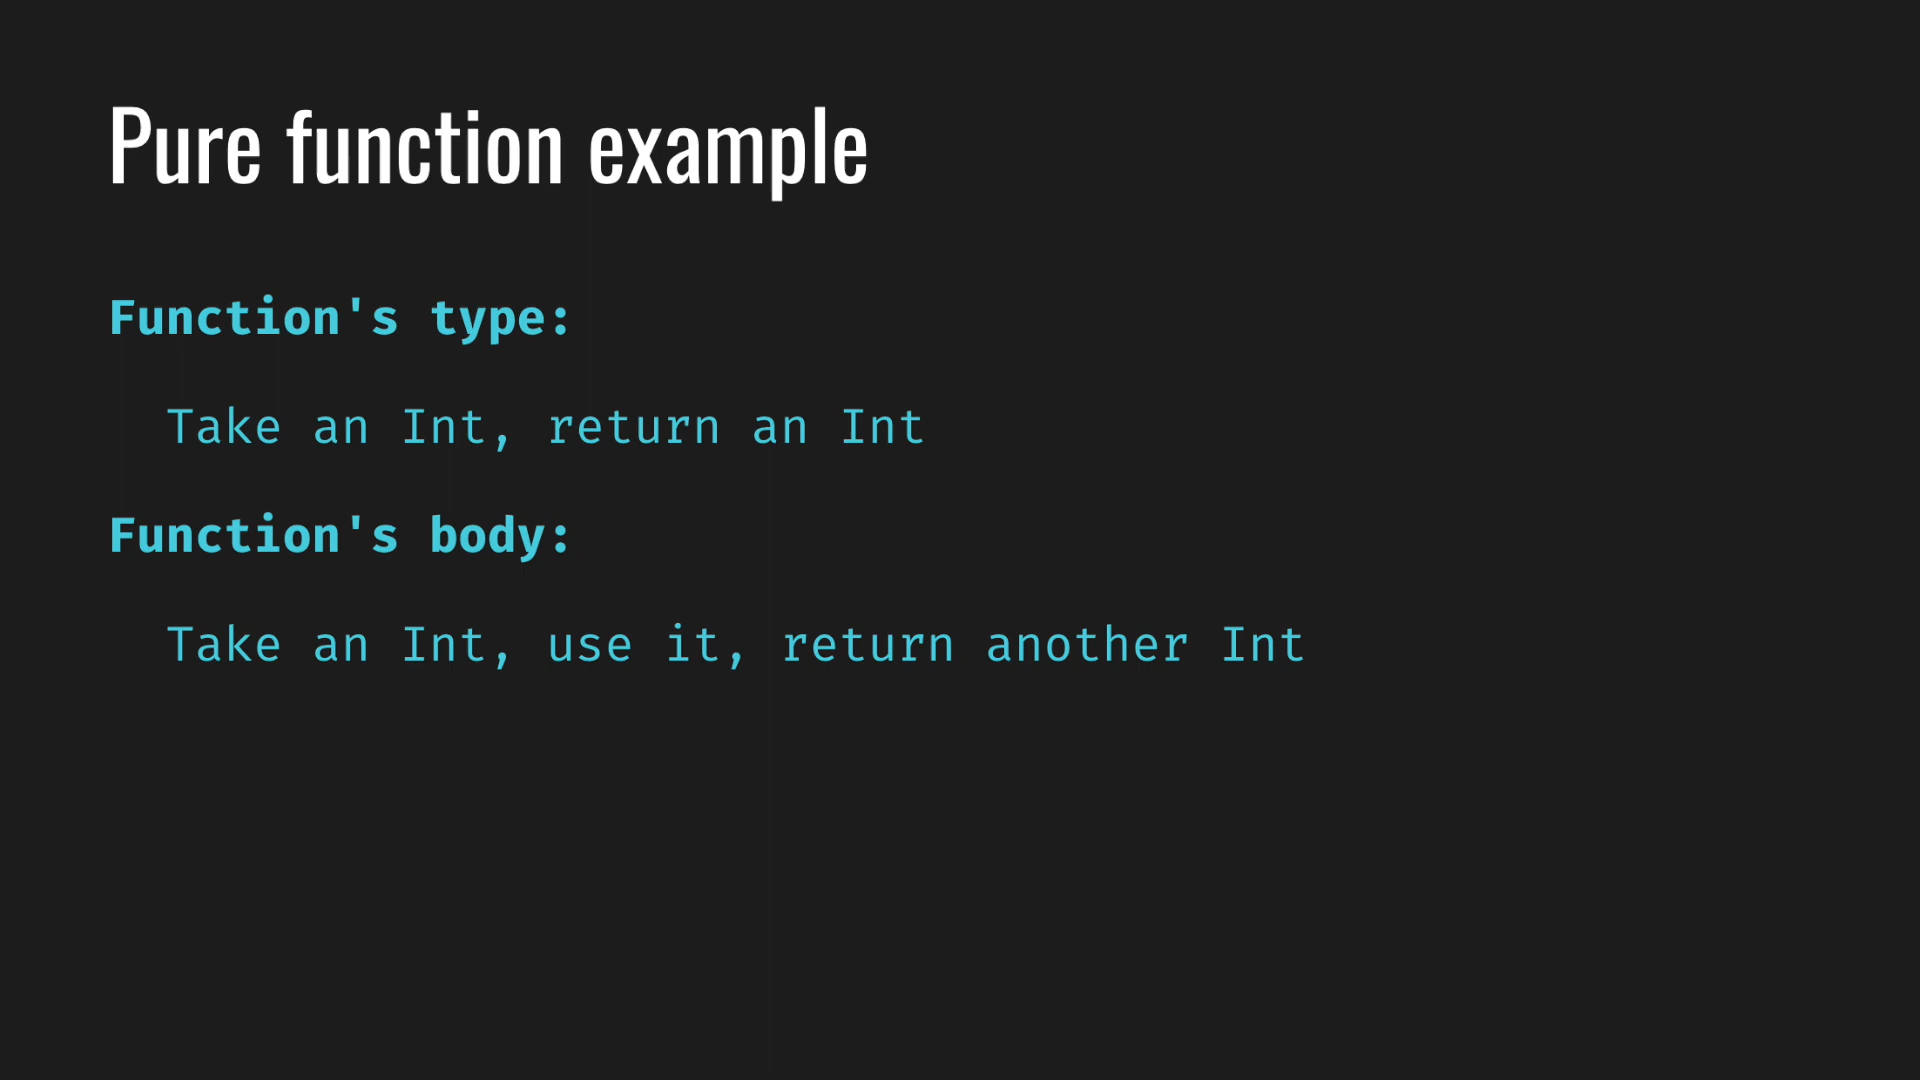 Pure function example
Function's type:
Take an Int, return an Int
Function's body:
Take an Int, use it, return another Int